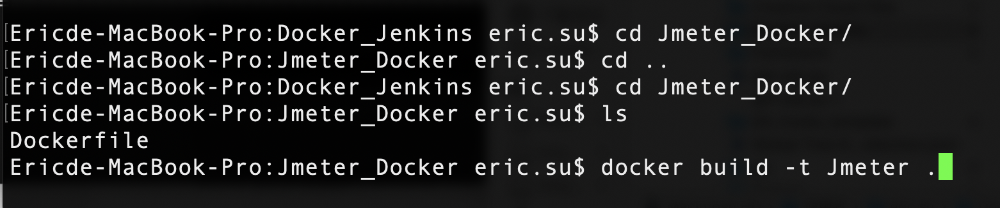 Ericde-MacBook-Pro:Docker_Jenkins eric.su$ cd Jmeter_Docker/
Ericde-MacBook-Pro:Jmeter_Docker eric.su$ cd ..
Ericde-MacBook-Pro:Docker_Jenkins eric.su$ cd Jmeter_Docker/
Ericde-MacBook-Pro:Jmeter_Docker eric.su$ ls
Dockerfile
Ericde-MacBook-Pro:Jmeter_Docker eric.su$ docker build -t Jmeter .